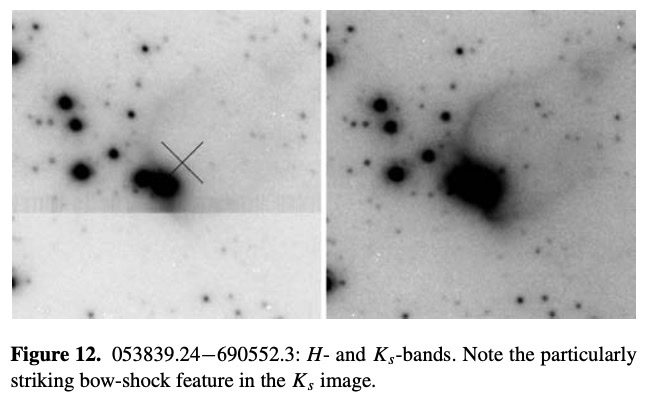 Figure 12. 053839.24−690552.3: H- and Ks-bands. Note the particularly
striking bow-shock feature in the Ks image.